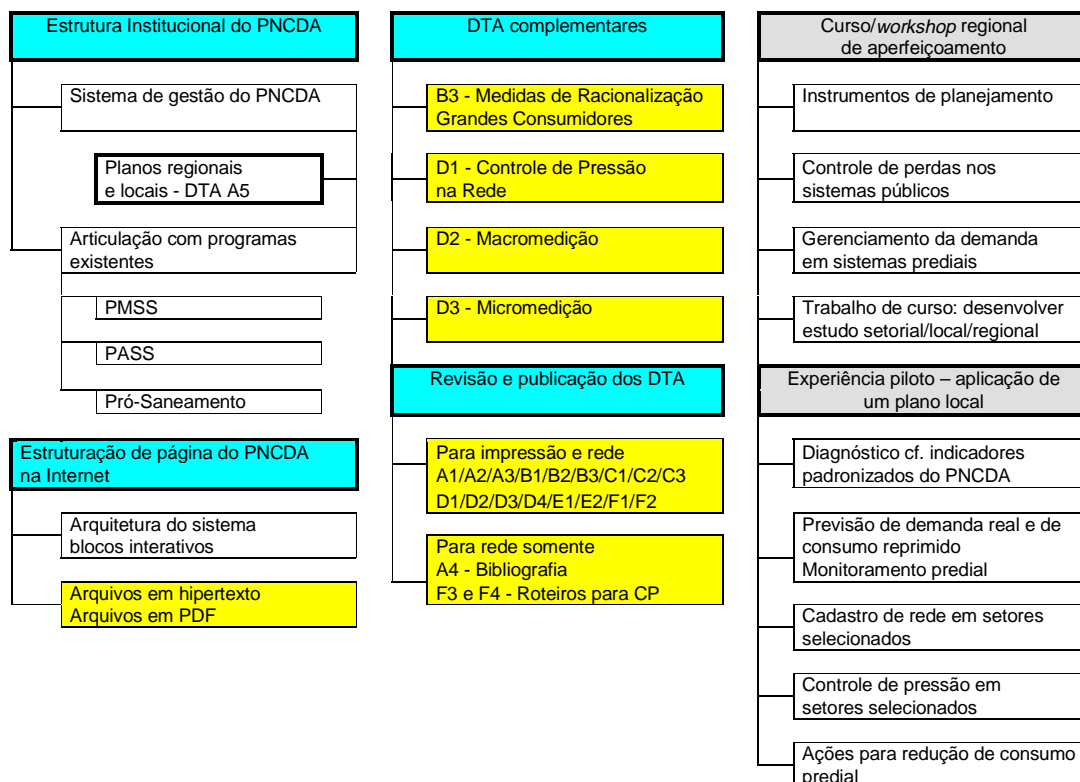 Estrutura Institucional do PNCDA
Sistema de gestão do PNCDA
Planos regionais
e locais - DTA A5
Articulação com programas
existentes
PMSS
PASS
Pró-Saneamento
Estruturação de página do PNCDA
na Internet
Arquitetura do sistema
blocos interativos
Arquivos em hipertexto
Arquivos em PDF
DTA complementares
B3 - Medidas de Racionalização
Grandes Consumidores
D1 - Controle de Pressão
na Rede
D2 - Macromedição
D3 - Micromedição
Revisão e publicação dos DTA
Para impressão e rede
A1/A2/A3/B1/B2/B3/C1/C2/C3
D1/D2/D3/D4/E1/E2/F1/F2
Para rede somente
A4 - Bibliografia
F3 e F4 - Roteiros para CP
Curso/workshop regional
de aperfeiçoamento
Instrumentos de planejamento
Controle de perdas nos
sistemas públicos
Gerenciamento da demanda
em sistemas prediais
Trabalho de curso: desenvolver
estudo setorial/local/regional
Experiência piloto – aplicação de
um plano local
Diagnóstico cf. indicadores
padronizados do PNCDA
Previsão de demanda real e de
consumo reprimido
Monitoramento predial
Cadastro de rede em setores
selecionados
Controle de pressão em
setores selecionados
Ações para redução de consumo
predial